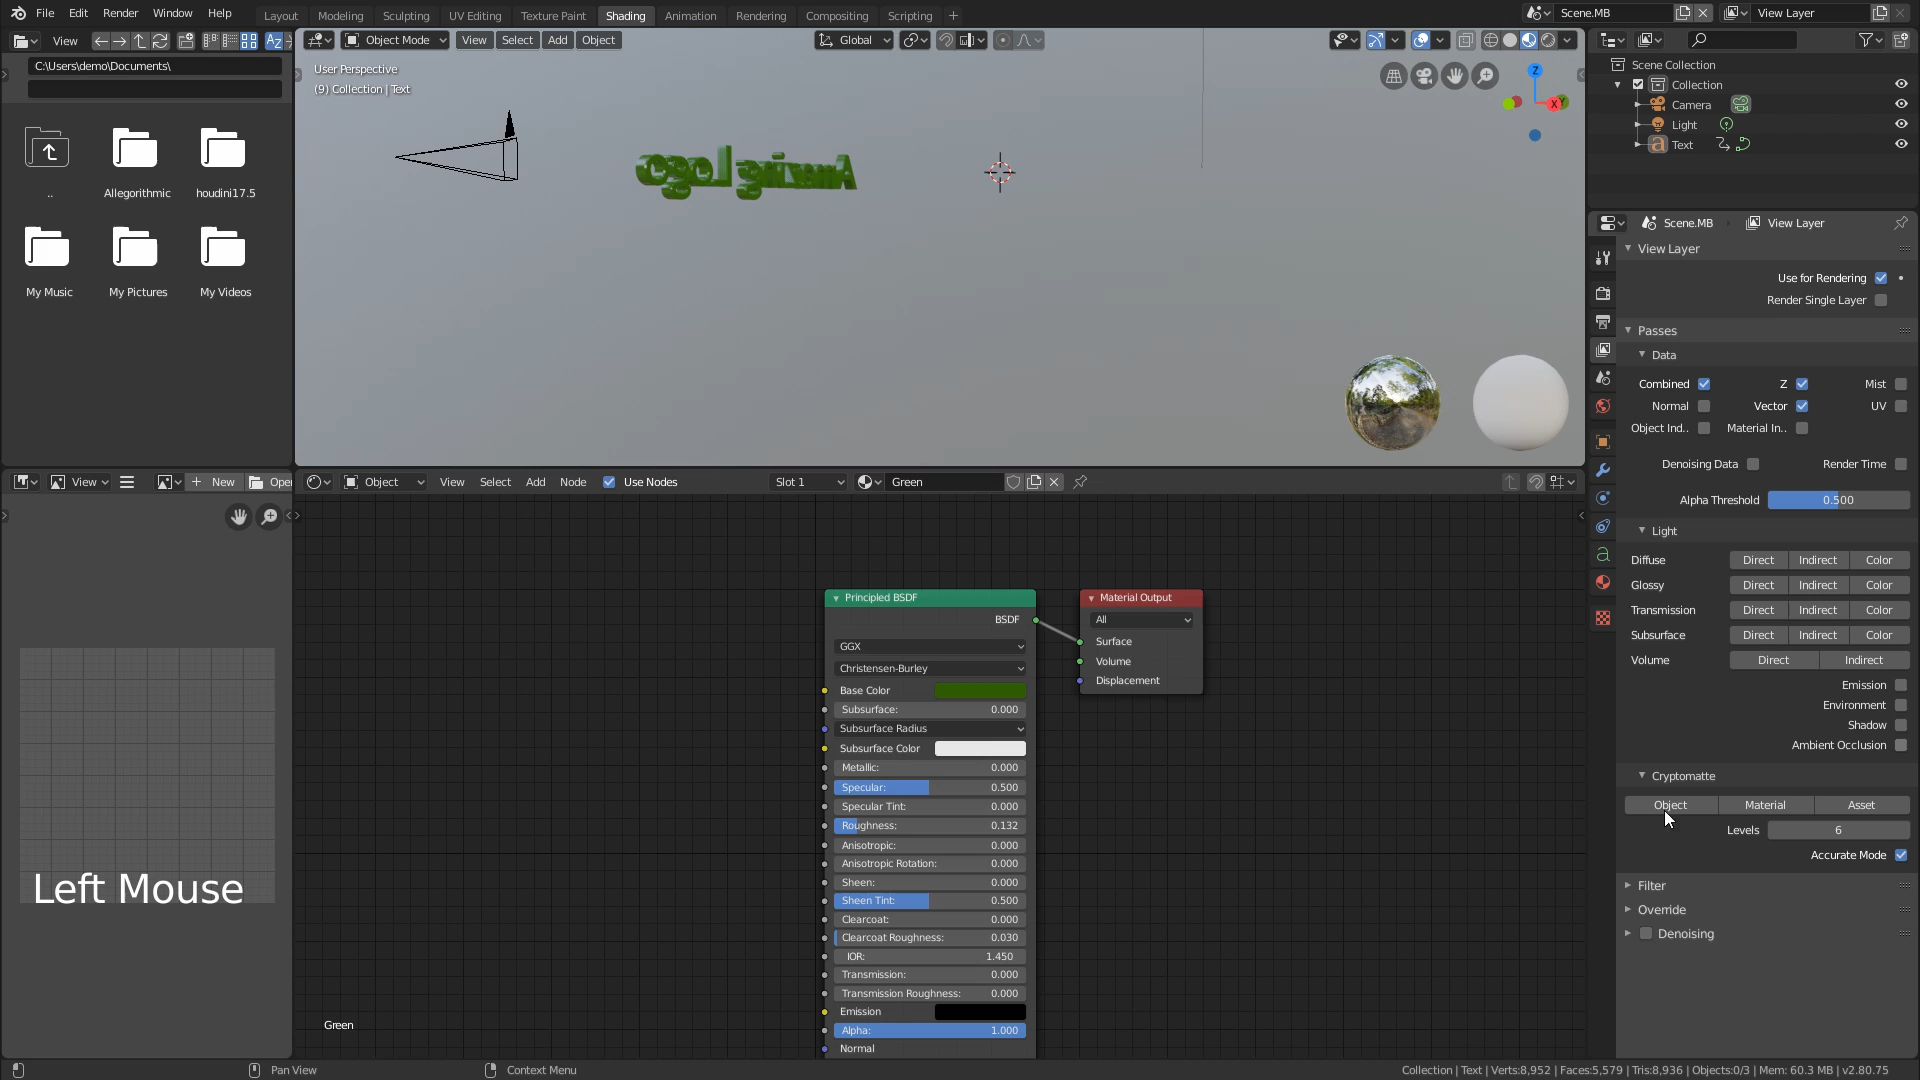 File Edit Render Window Help Layout Modeling Sculpting UV Editing Texture Paint Shading Animation Rendering Compositing Scripting + Scene.MB View Layer
View
C:\Users\demo\Documents\
..
Allegorithmic
houdini17.5
My Music
My Pictures
My Videos
Object Mode View Select Add Object Global
User Perspective
(9) Collection | Text
Amazing Logo
Z
X
Y
Scene Collection
Collection
Camera
Light
Text
Scene.MB View Layer
View Layer
Use for Rendering
Render Single Layer
Passes
Data
Combined Z Mist
Normal Vector UV
Object Ind.. Material In..
Denoising Data Render Time
Alpha Threshold 0.500
Light
Diffuse Direct Indirect Color
Glossy Direct Indirect Color
Transmission Direct Indirect Color
Subsurface Direct Indirect Color
Volume Direct Indirect
Emission
Environment
Shadow
Ambient Occlusion
Cryptomatte
Object Material Asset
Levels 6
Accurate Mode
Filter
Override
Denoising
View New Open
Left Mouse
Object View Select Add Node Use Nodes Slot 1 Green
Principled BSDF
BSDF
GGX
Christensen-Burley
Base Color
Subsurface: 0.000
Subsurface Radius
Subsurface Color
Metallic: 0.000
Specular: 0.500
Specular Tint: 0.000
Roughness: 0.132
Anisotropic: 0.000
Anisotropic Rotation: 0.000
Sheen: 0.000
Sheen Tint: 0.500
Clearcoat: 0.000
Clearcoat Roughness: 0.030
IOR: 1.450
Transmission: 0.000
Transmission Roughness: 0.000
Emission
Alpha: 1.000
Normal
Material Output
All
Surface
Volume
Displacement
Green
Pan View
Context Menu
Collection | Text | Verts:8,952 | Faces:5,579 | Tris:8,936 | Objects:0/3 | Mem: 60.3 MB | v2.80.75